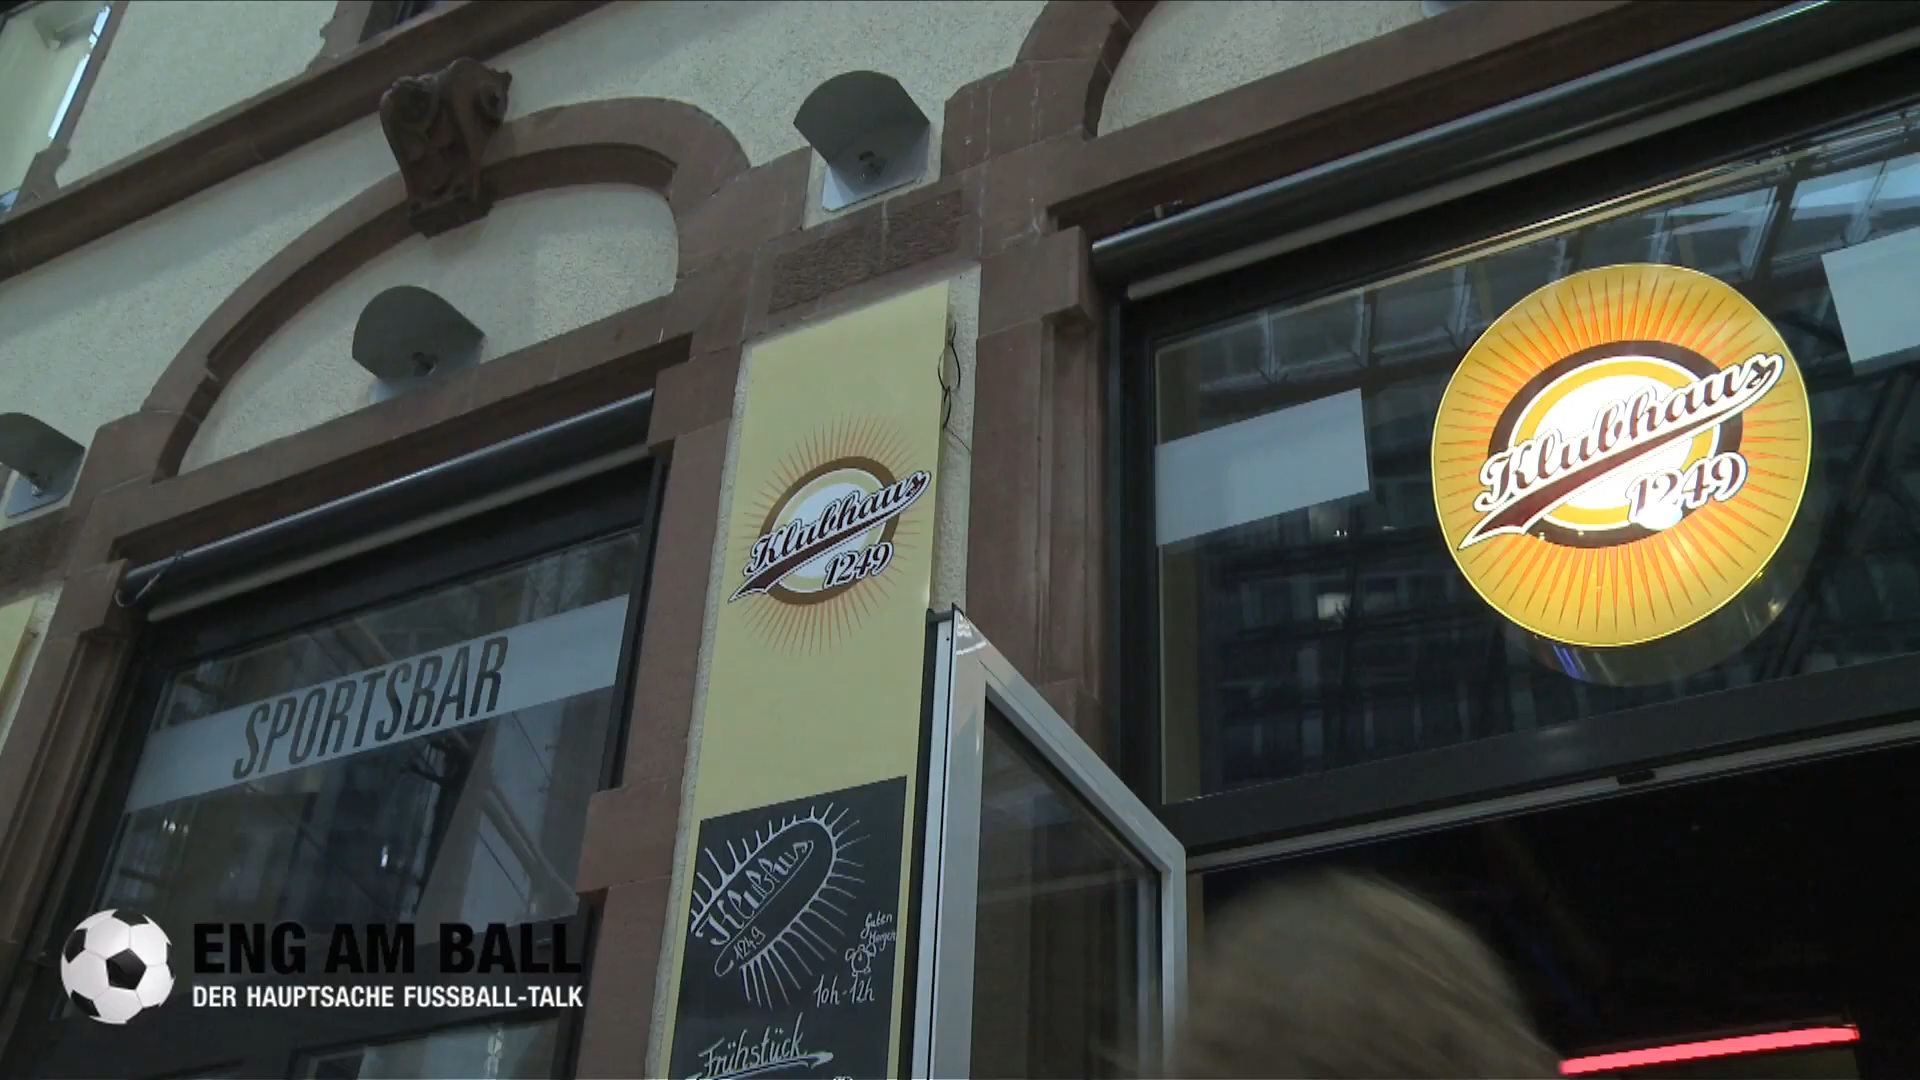 Klubhaus
1249
Klubhaus
1249
SPORTSBAR
Klubhaus
1249
Guten
Morgen
10h-12h
Frühstück
ENG AM BALL
DER HAUPTSACHE FUSSBALL-TALK